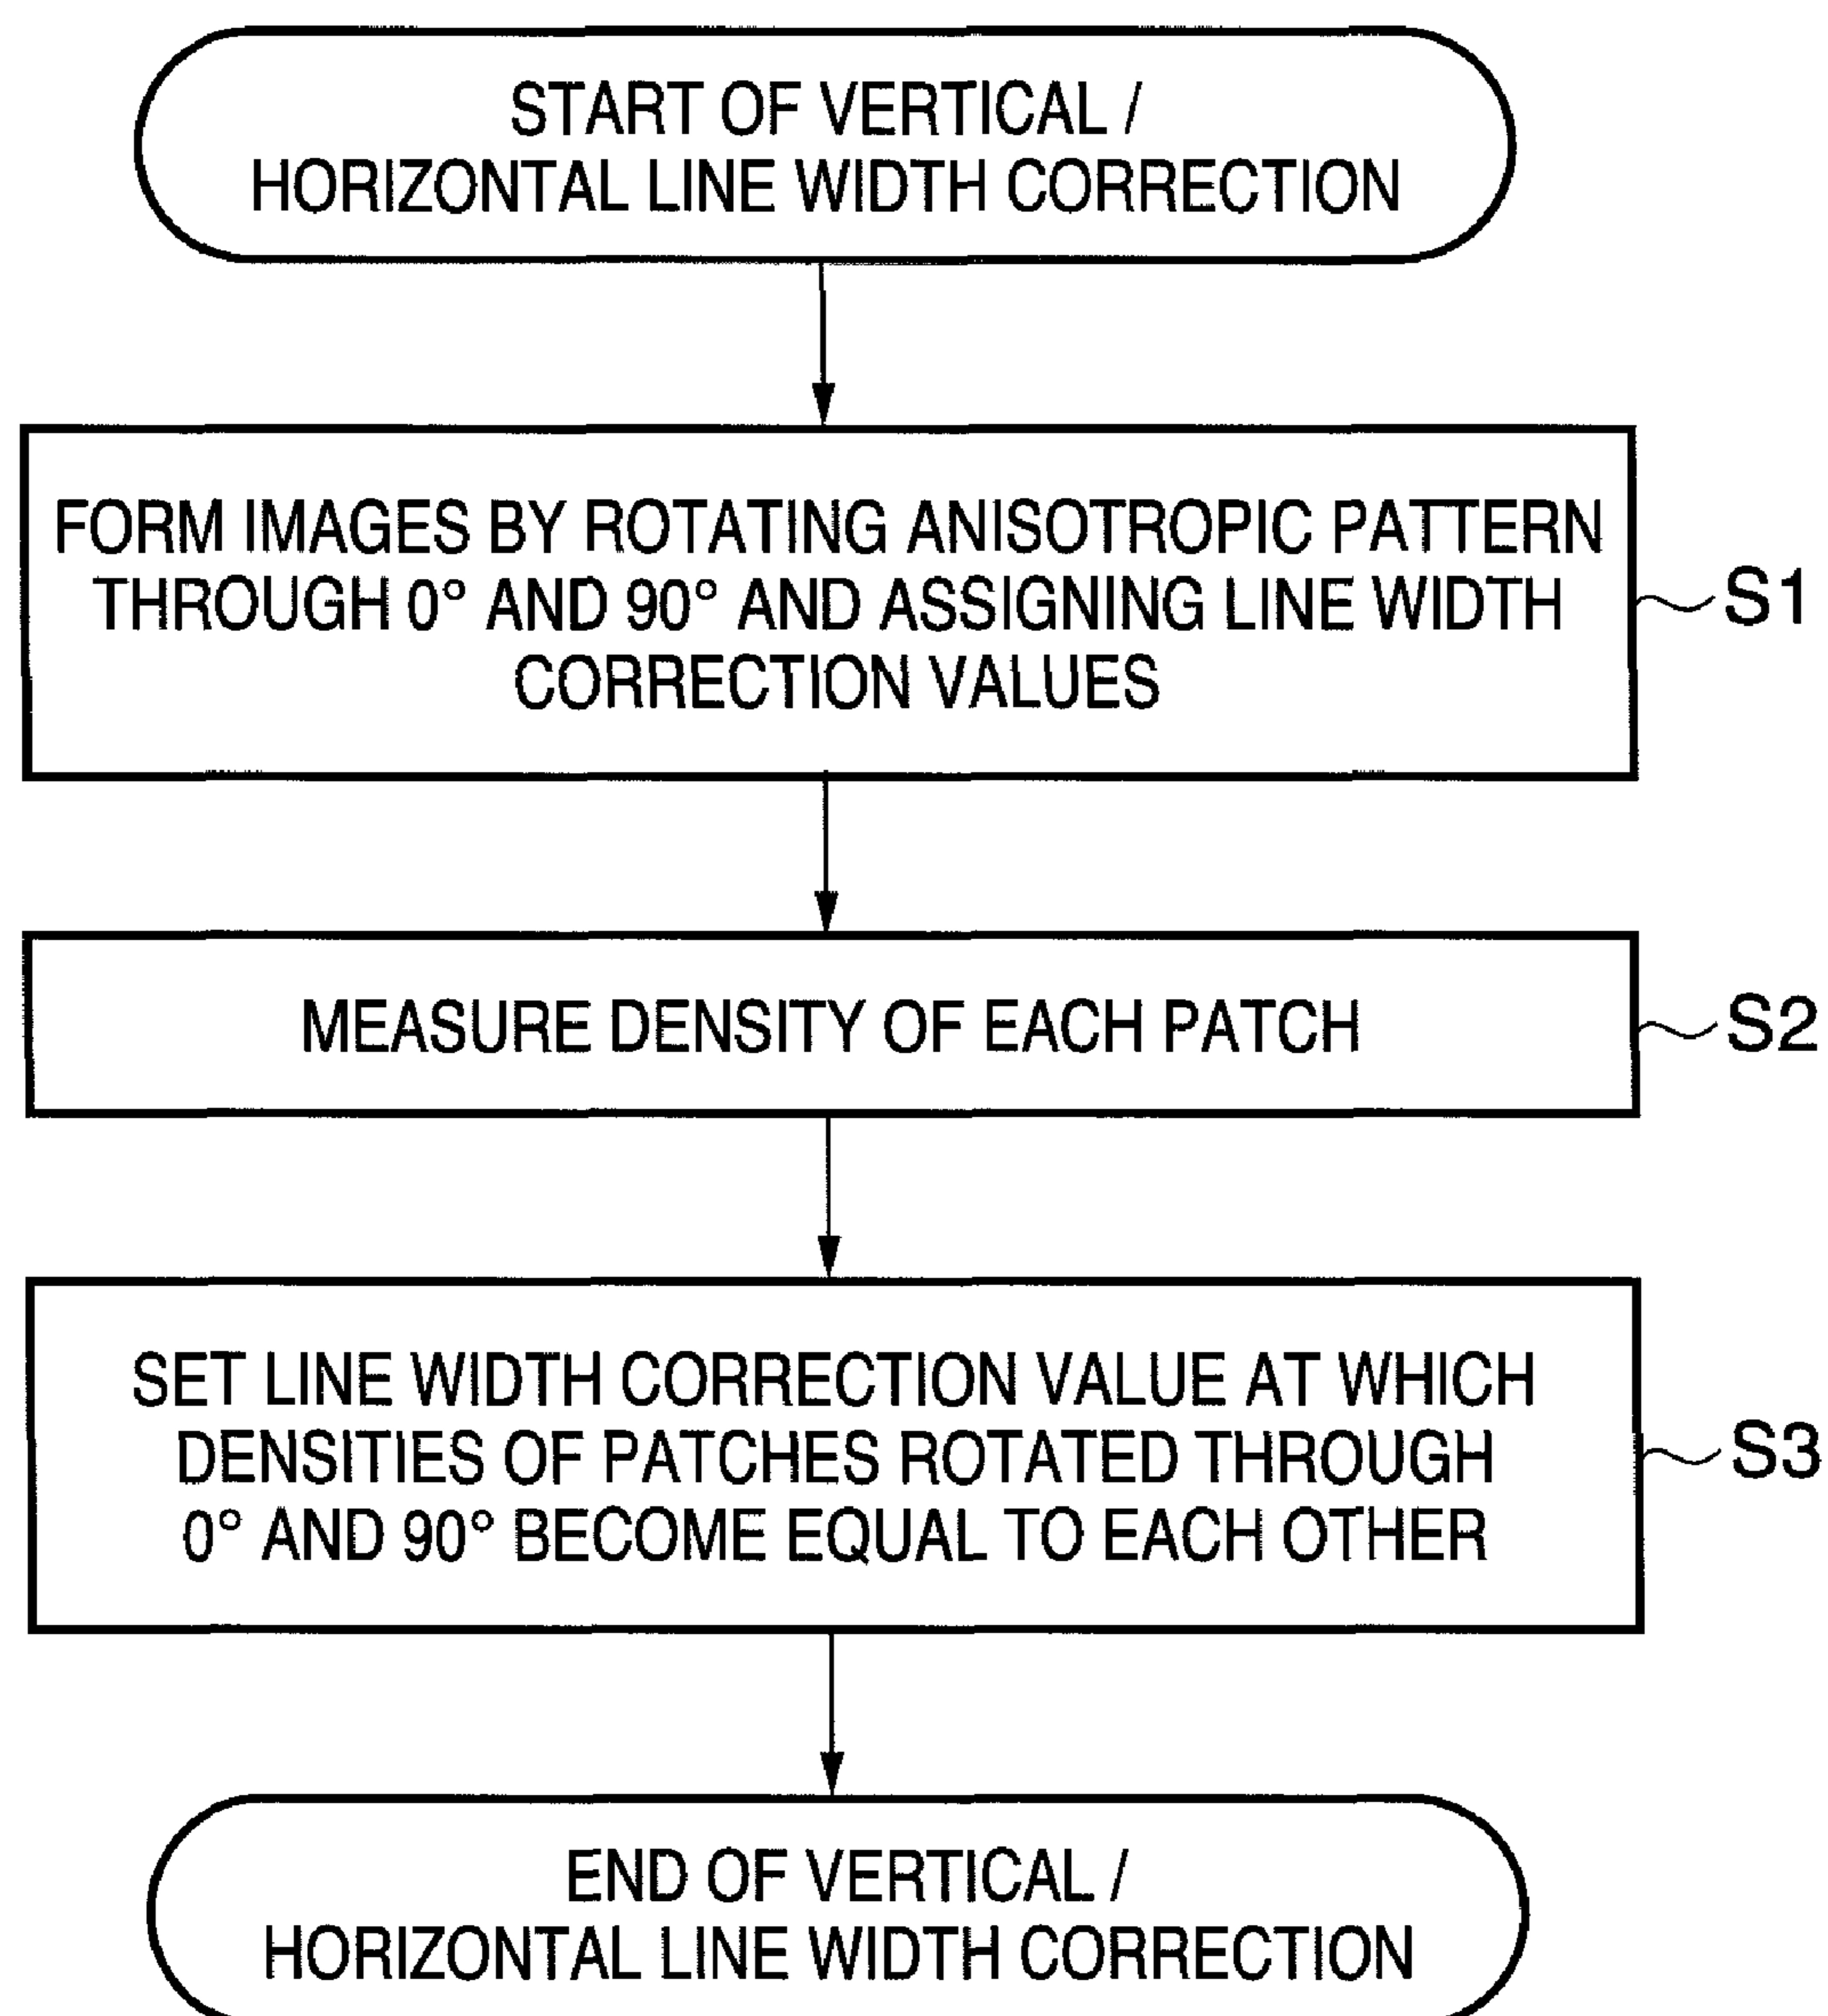 START OF VERTICAL /
HORIZONTAL LINE WIDTH CORRECTION
FORM IMAGES BY ROTATING ANISOTROPIC PATTERN
THROUGH 0° AND 90° AND ASSIGNING LINE WIDTH
CORRECTION VALUES
S1
MEASURE DENSITY OF EACH PATCH
S2
SET LINE WIDTH CORRECTION VALUE AT WHICH
DENSITIES OF PATCHES ROTATED THROUGH
0° AND 90° BECOME EQUAL TO EACH OTHER
S3
END OF VERTICAL /
HORIZONTAL LINE WIDTH CORRECTION